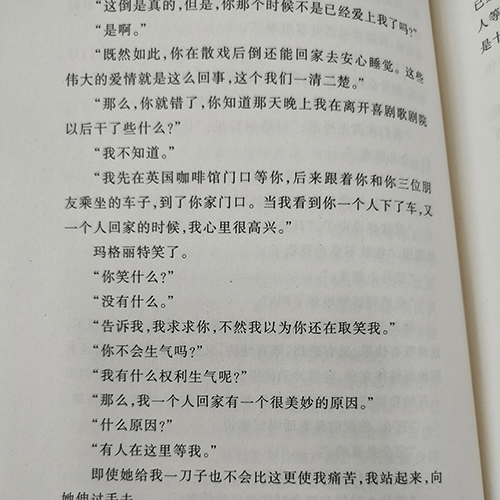 “这倒是真的，但是，你那个时候不是已经爱上我了吗？”
“是啊。”
“既然如此，你在散戏后倒还能回家去安心睡觉。这些
伟大的爱情就是这么回事，这个我们一清二楚。”
“那么，你就错了，你知道那天晚上我在离开喜剧歌剧院
以后干了些什么？”
“我不知道。”
“我先在英国咖啡馆门口等你，后来跟着你和你三位朋
友乘坐的车子，到了你家门口。当我看到你一个人下了车，又
一个人回家的时候，我心里很高兴。”
玛格丽特笑了。
“你笑什么？”
“没有什么。”
“告诉我，我求求你，不然我以为你还在取笑我。”
“你不会生气吗？”
“我有什么权利生气呢？”
“那么，我一个人回家有一个很美妙的原因。”
“什么原因？”
“有人在这里等我。”
即使她给我一刀子也不会比这更使我痛苦，我站起来，向
她伸过手去
人等
是十